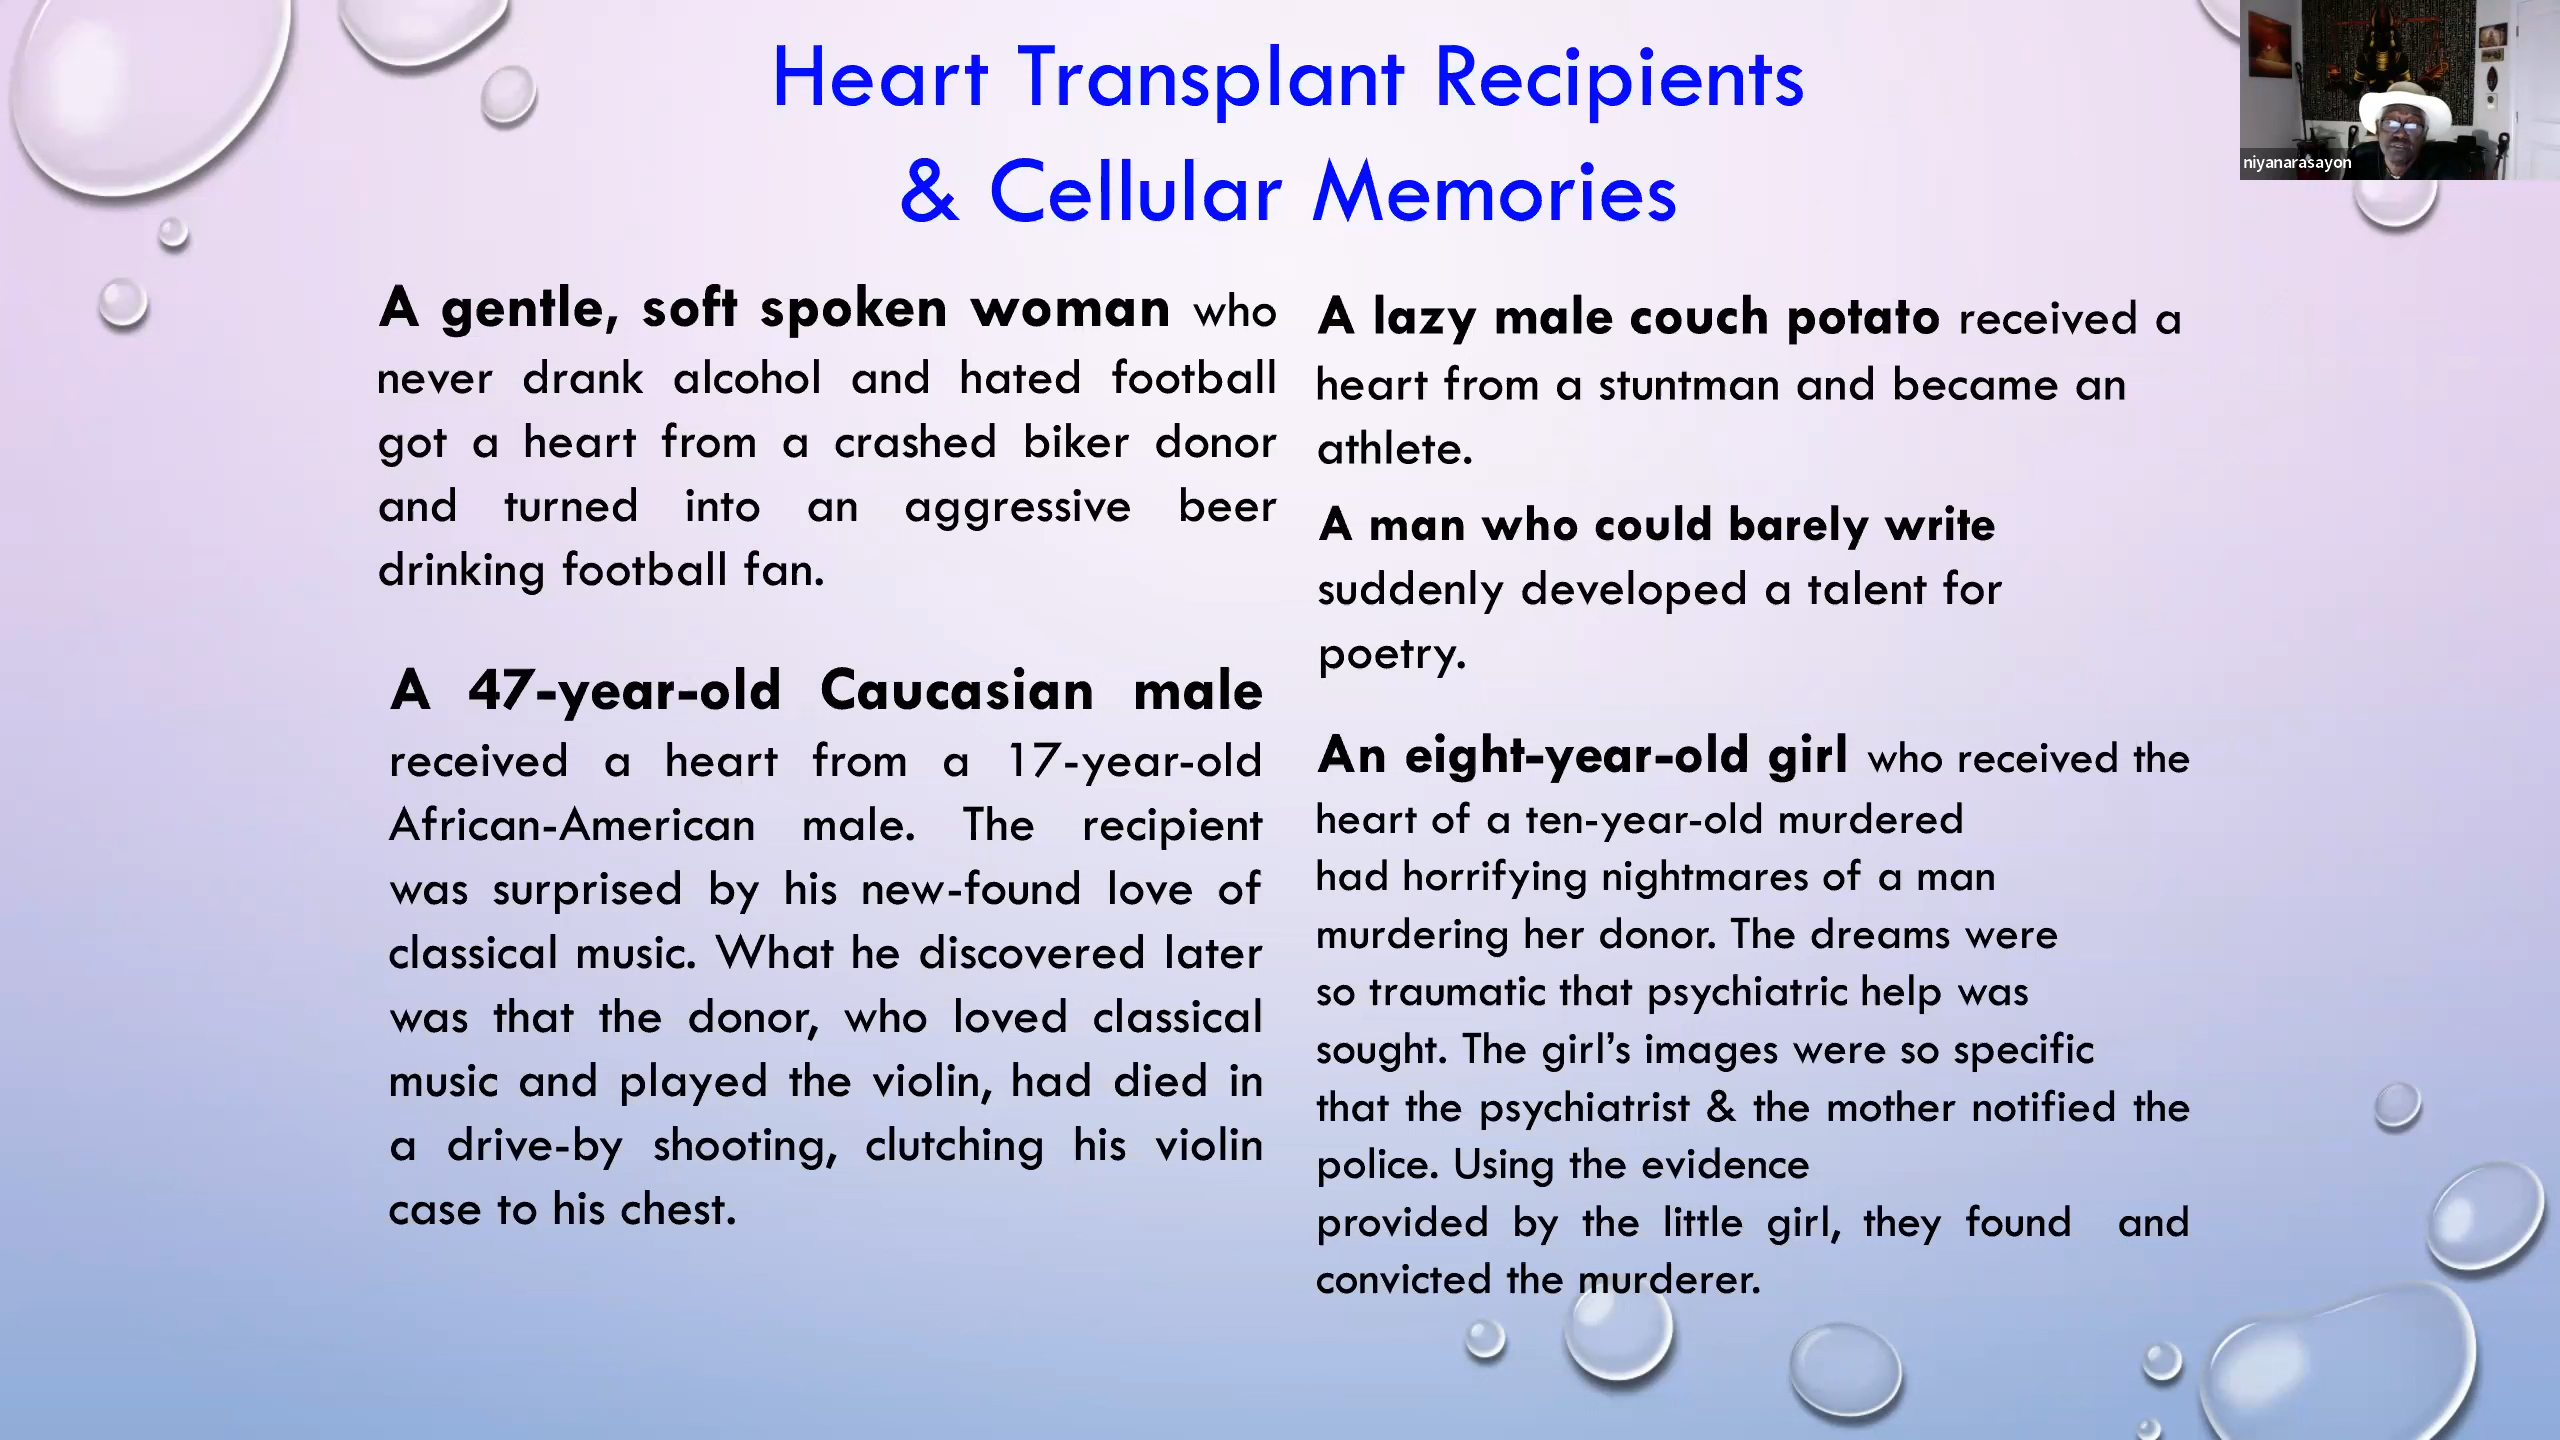 Heart Transplant Recipients
& Cellular Memories
niyanarasayon
A gentle, soft spoken woman who
never drank alcohol and hated football
got a heart from a crashed biker donor
and turned into an aggressive beer
drinking football fan.
A 47-year-old Caucasian male
received a heart from a 17-year-old
African-American male. The recipient
was surprised by his new-found love of
classical music. What he discovered later
was that the donor, who loved classical
music and played the violin, had died in
a drive-by shooting, clutching his violin
case to his chest.
A lazy male couch potato received a
heart from a stuntman and became an
athlete.
A man who could barely write
suddenly developed a talent for
poetry.
An eight-year-old girl who received the
heart of a ten-year-old murdered
had horrifying nightmares of a man
murdering her donor. The dreams were
so traumatic that psychiatric help was
sought. The girl’s images were so specific
that the psychiatrist & the mother notified the
police. Using the evidence
provided by the little girl, they found and
convicted the murderer.